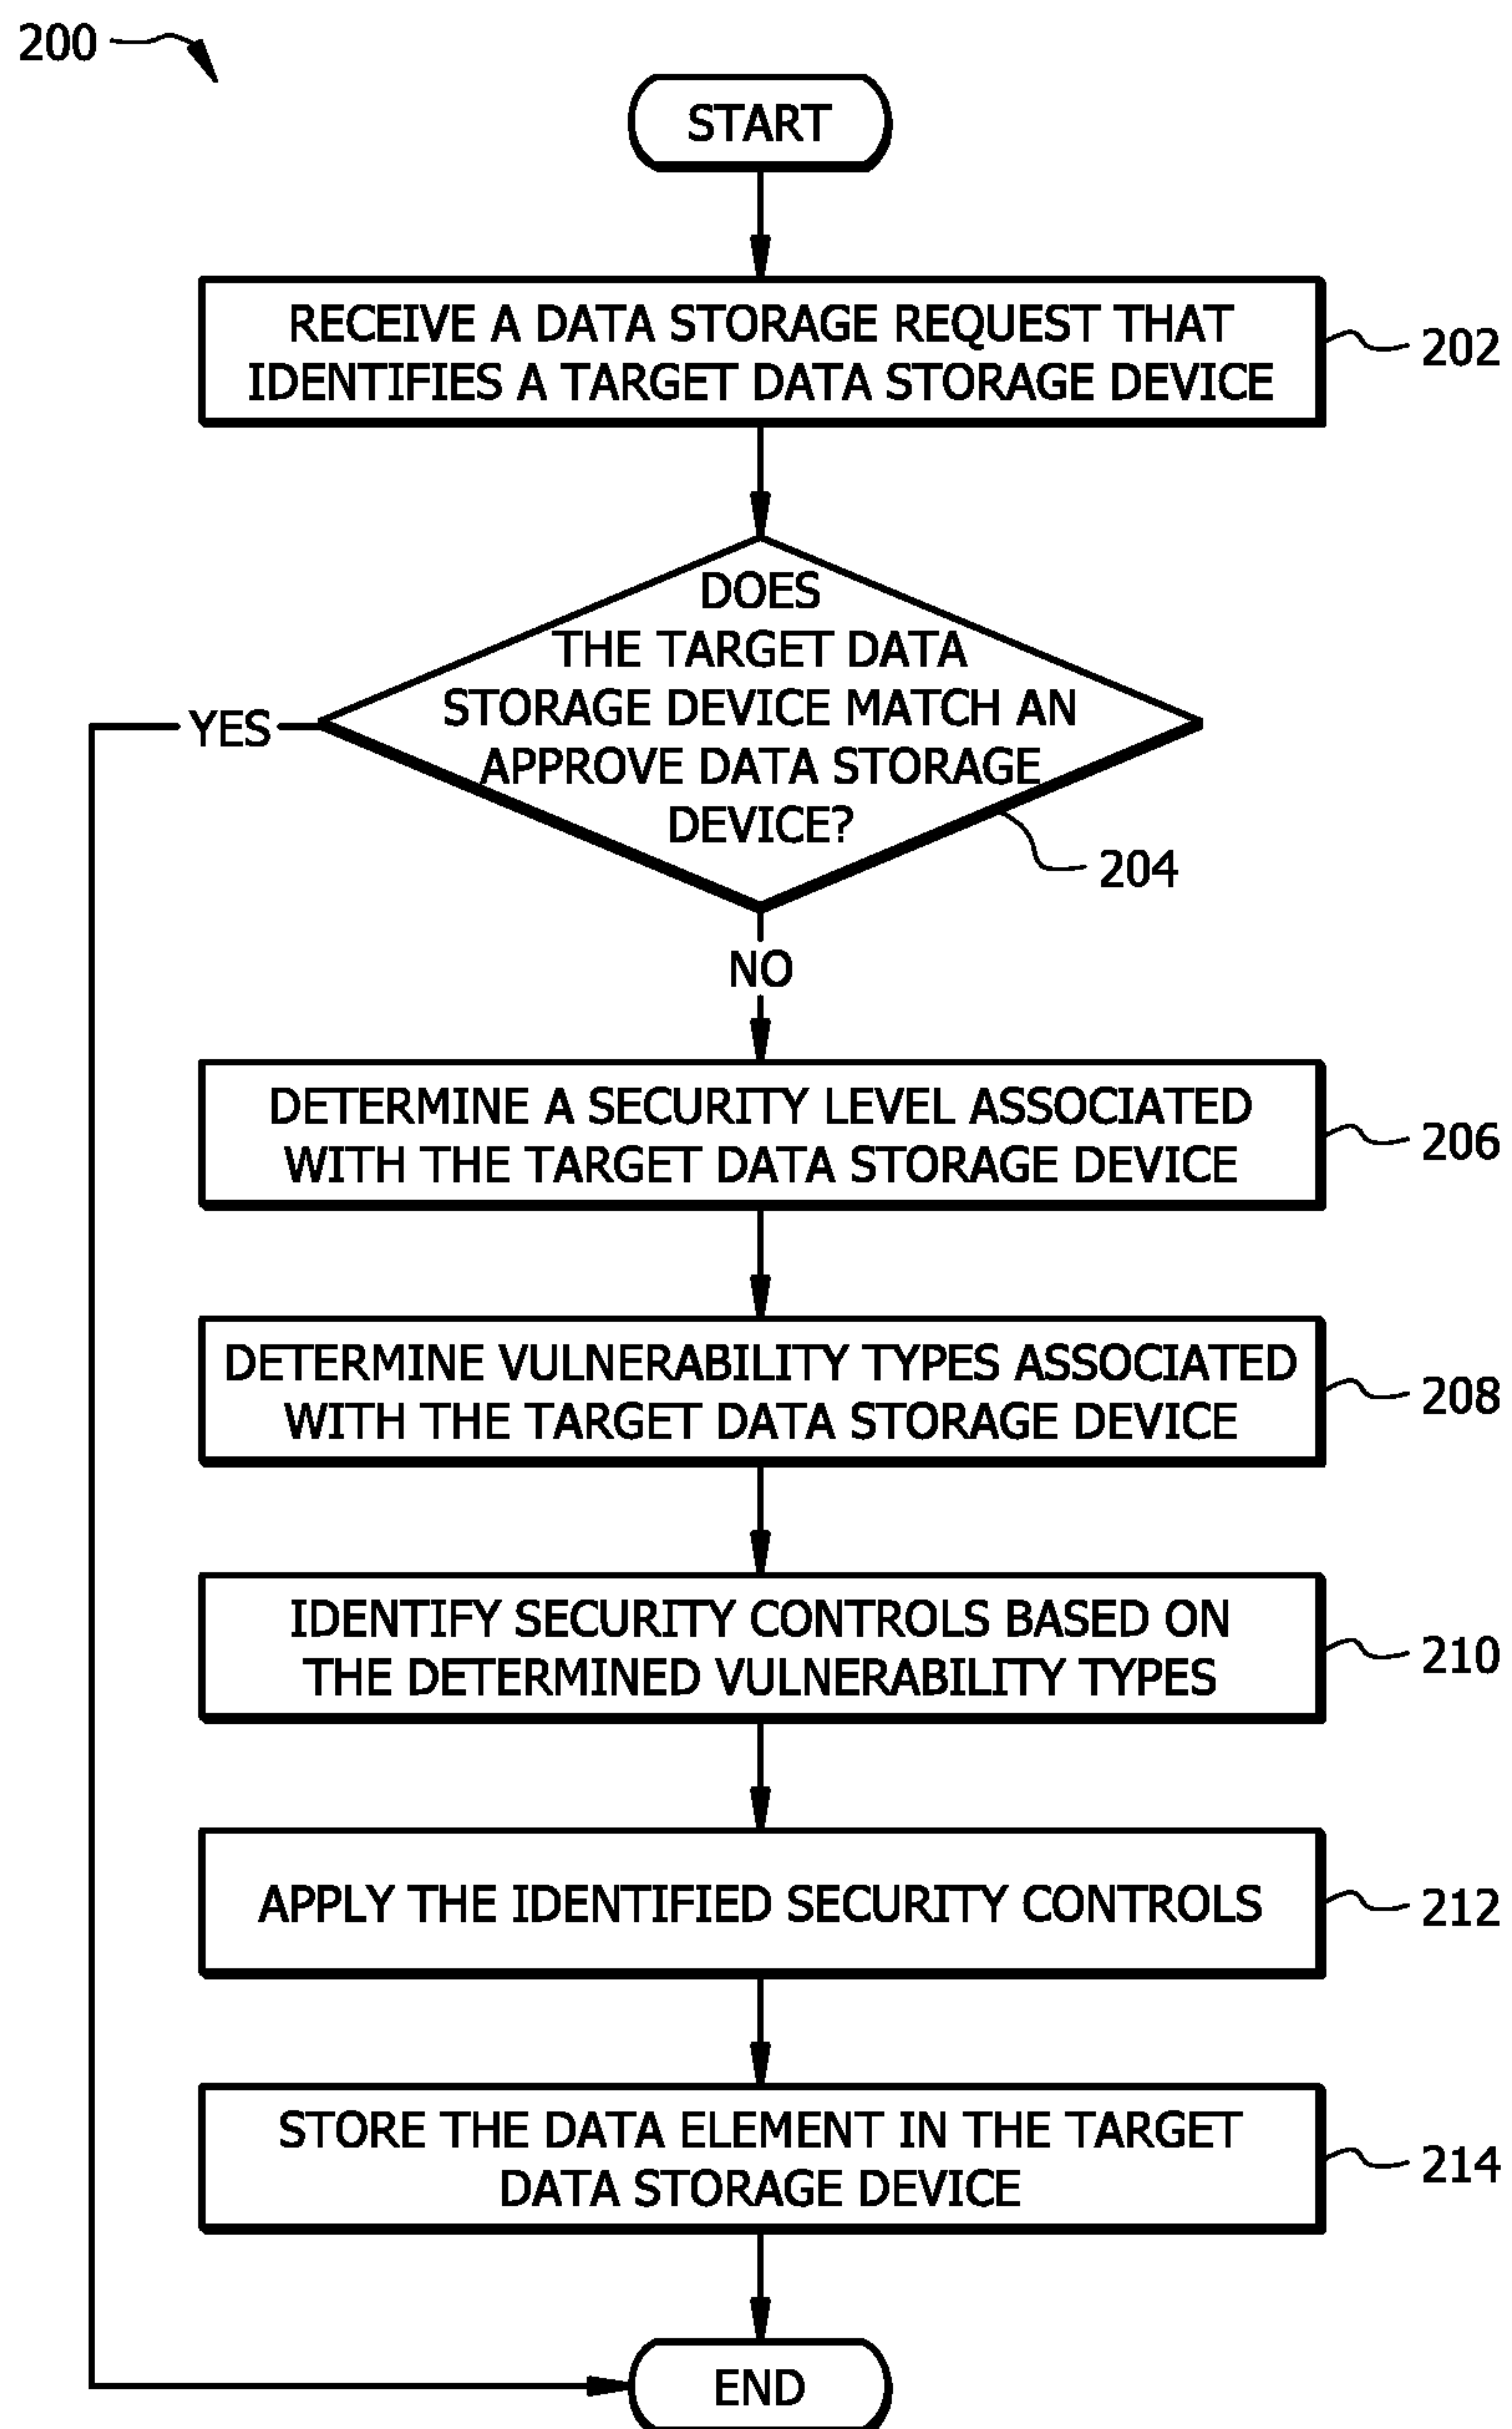 200
START
RECEIVE A DATA STORAGE REQUEST THAT
IDENTIFIES A TARGET DATA STORAGE DEVICE
202
DOES
THE TARGET DATA
STORAGE DEVICE MATCH AN
APPROVE DATA STORAGE
DEVICE?
YES
204
NO
DETERMINE A SECURITY LEVEL ASSOCIATED
WITH THE TARGET DATA STORAGE DEVICE
206
DETERMINE VULNERABILITY TYPES ASSOCIATED
WITH THE TARGET DATA STORAGE DEVICE
208
IDENTIFY SECURITY CONTROLS BASED ON
THE DETERMINED VULNERABILITY TYPES
210
APPLY THE IDENTIFIED SECURITY CONTROLS
212
STORE THE DATA ELEMENT IN THE TARGET
DATA STORAGE DEVICE
214
END